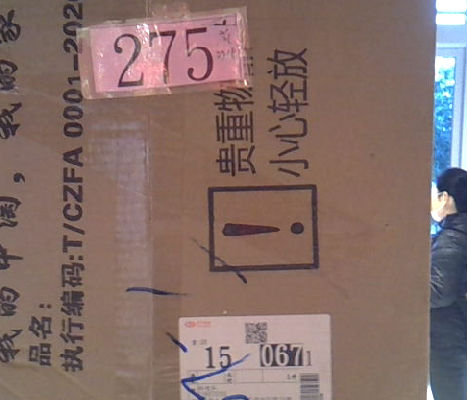 275
贵重物
小心轻放
我的中国，我的家
品名：
执行编码:T/CZFA 0001-202
15 0671